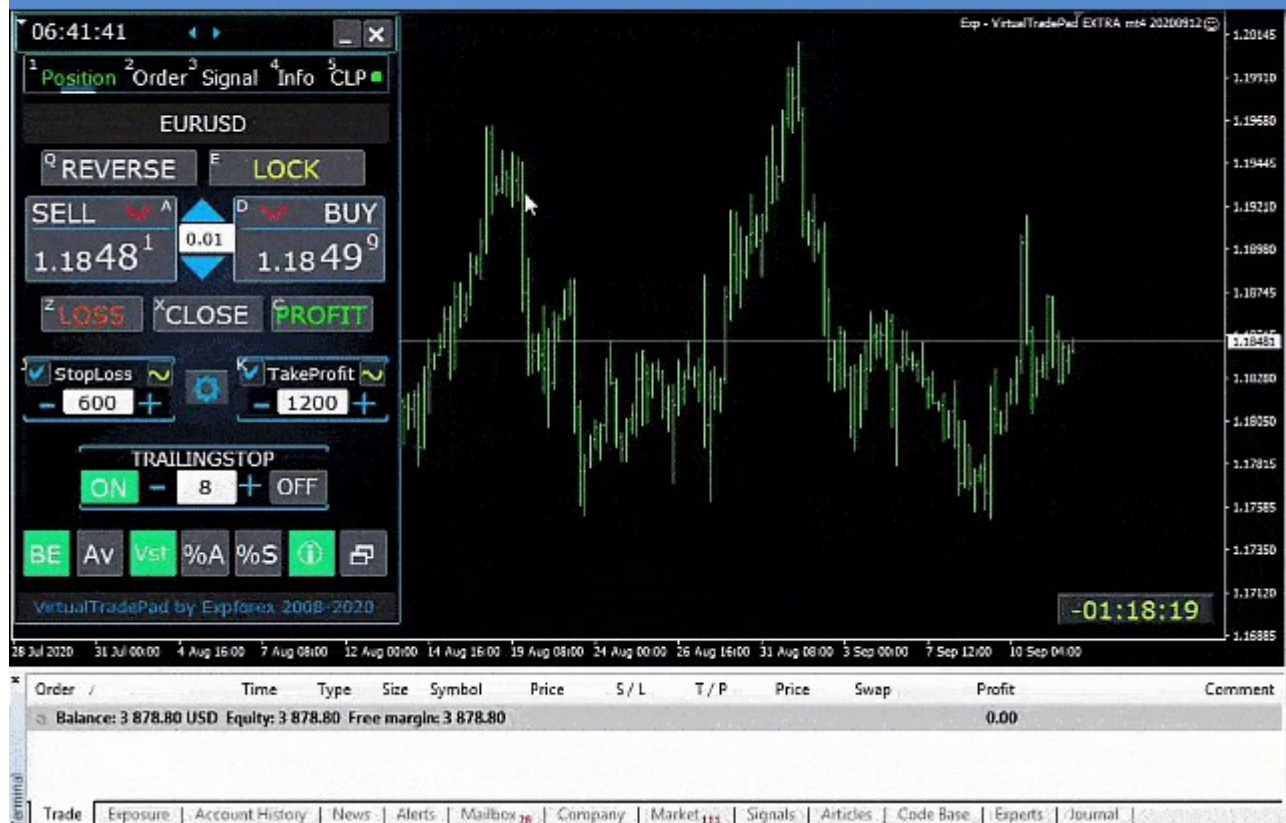 06:41:41
Exp - VirtualTradePad EXTRA mt4 20200912
1 Position 2 Order 3 Signal 4 Info 5 CLP
EURUSD
Q REVERSE E LOCK
SELL A D BUY
1.18 48 1 0.01 1.18 49 9
Z LOSS X CLOSE C PROFIT
J StopLoss K TakeProfit
- 600 + - 1200 +
TRAILINGSTOP
ON - 8 + OFF
BE Av Vst %A %S i
VirtualTradePad by Expforex 2008-2020
1.20145
1.19910
1.19680
1.19445
1.19210
1.18980
1.18745
1.18481
1.18280
1.18050
1.17815
1.17585
1.17350
1.17120
1.16885
-01:18:19
28 Jul 2020 31 Jul 00:00 4 Aug 16:00 7 Aug 08:00 12 Aug 00:00 14 Aug 16:00 19 Aug 08:00 24 Aug 00:00 26 Aug 16:00 31 Aug 08:00 3 Sep 00:00 7 Sep 12:00 10 Sep 04:00
Order / Time Type Size Symbol Price S / L T / P Price Swap Profit Comment
Balance: 3 878.80 USD Equity: 3 878.80 Free margin: 3 878.80 0.00
Trade Exposure Account History News Alerts Mailbox 28 Company Market 111 Signals Articles Code Base Experts Journal